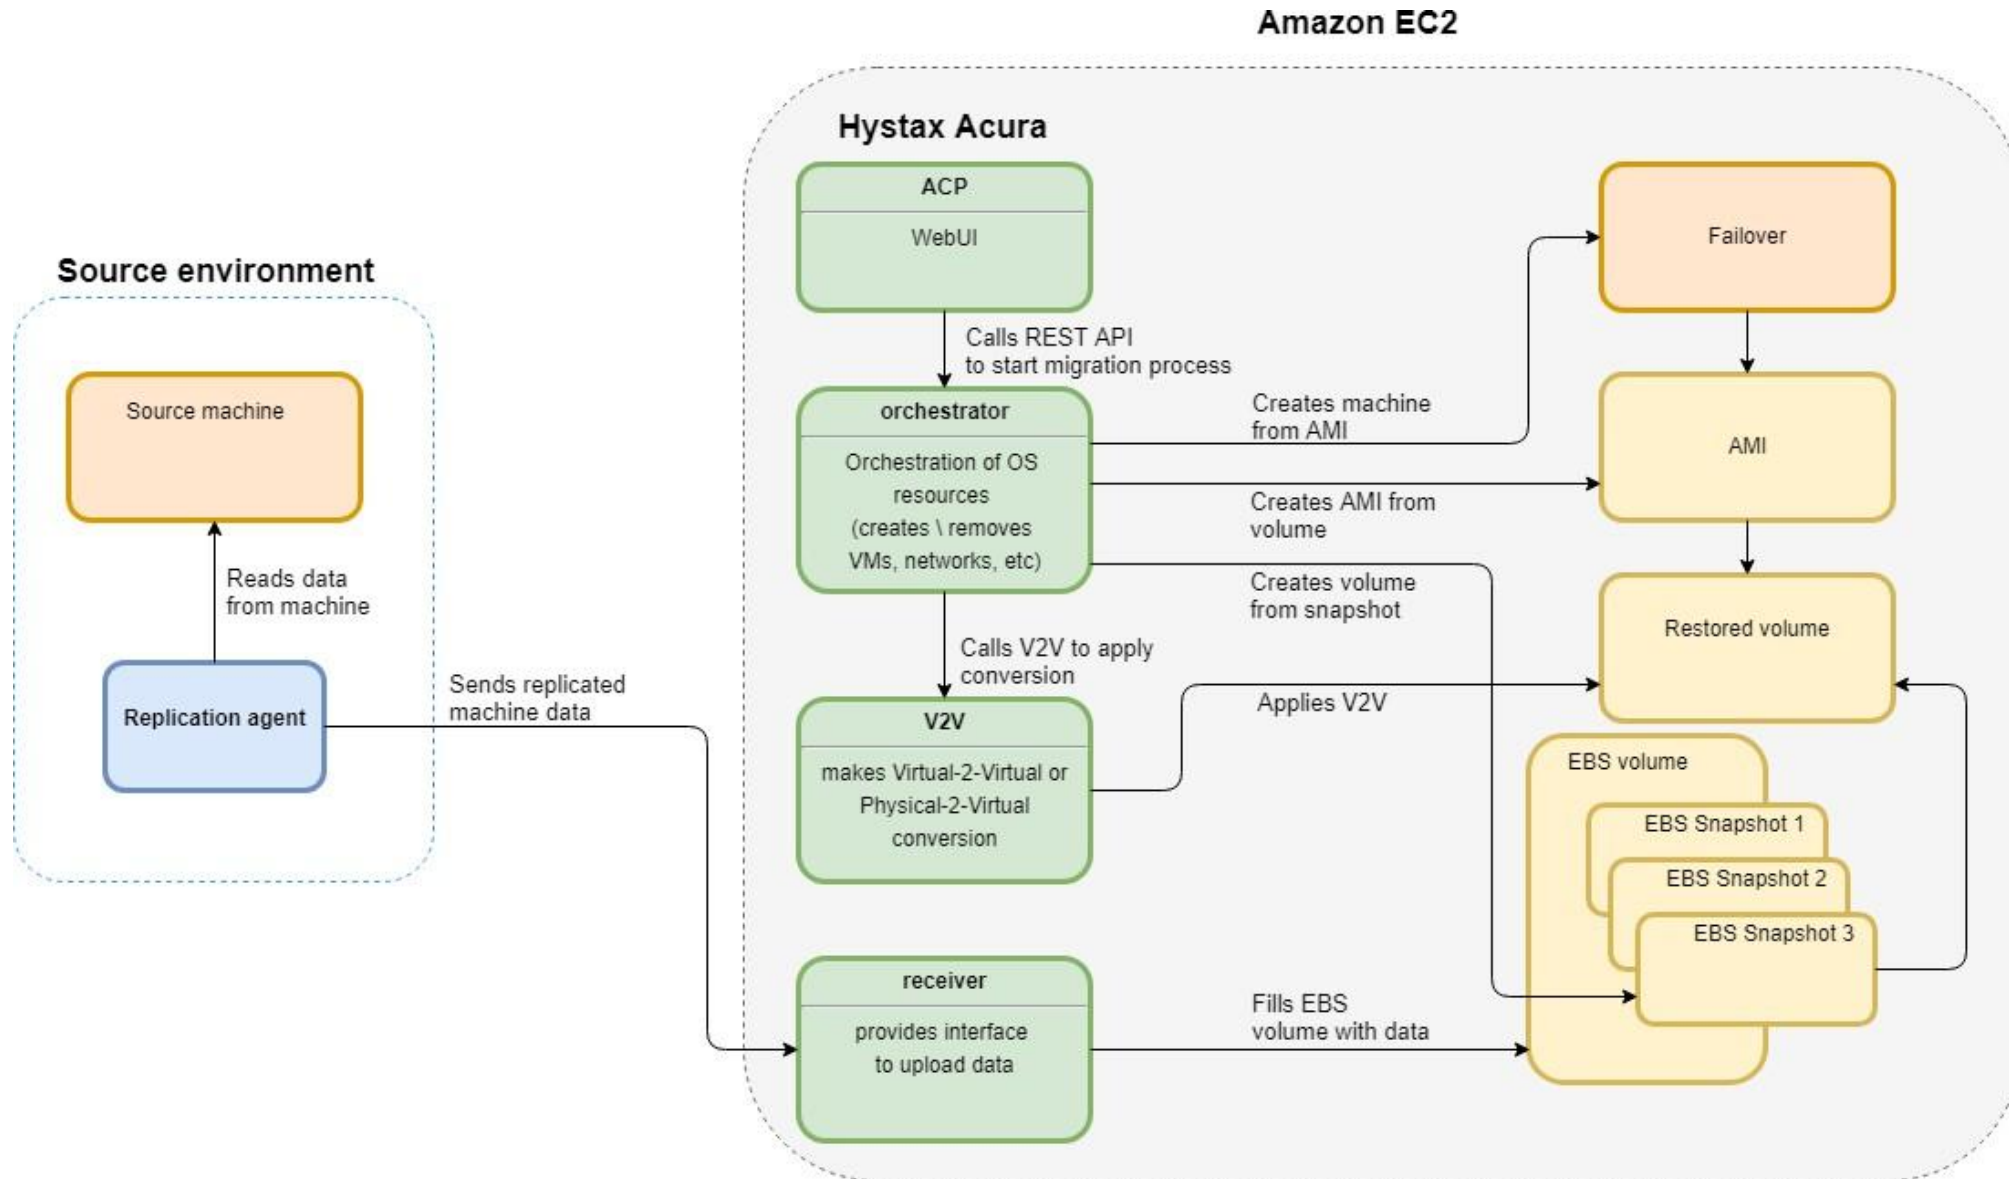 Amazon EC2
Hystax Acura
ACP
WebUI
Failover
Source environment
Calls REST API
to start migration process
Source machine
orchestrator
Orchestration of OS
resources
(creates \ removes
VMs, networks, etc)
Creates machine
from AMI
AMI
Creates AMI from
volume
Creates volume
from snapshot
Reads data
from machine
Restored volume
Calls V2V to apply
conversion
Sends replicated
machine data
Replication agent
Applies V2V
V2V
makes Virtual-2-Virtual or
Physical-2-Virtual
conversion
EBS volume
EBS Snapshot 1
EBS Snapshot 2
EBS Snapshot 3
receiver
provides interface
to upload data
Fills EBS
volume with data